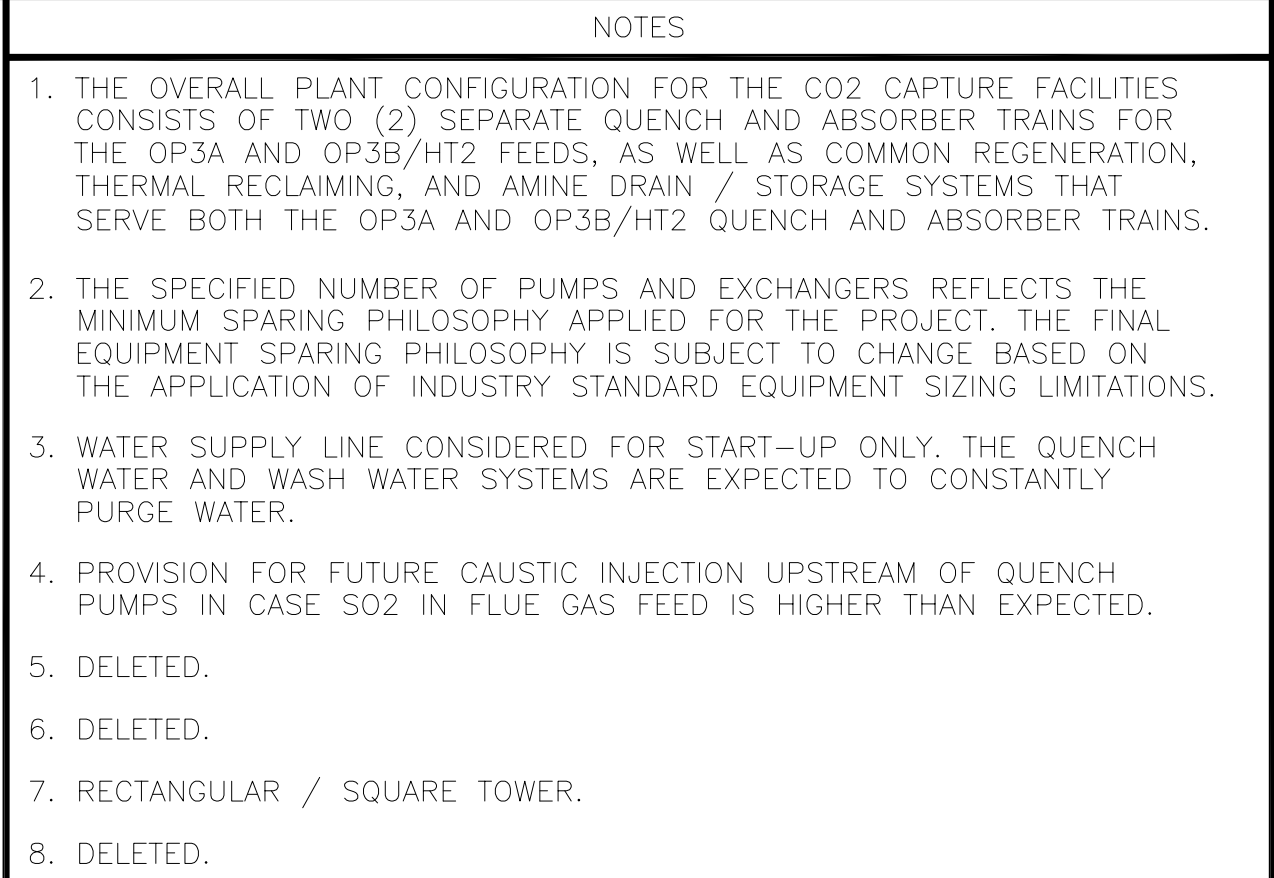 NOTES
1. THE OVERALL PLANT CONFIGURATION FOR THE CO2 CAPTURE FACILITIES
CONSISTS OF TWO (2) SEPARATE QUENCH AND ABSORBER TRAINS FOR
THE OP3A AND OP3B/HT2 FEEDS, AS WELL AS COMMON REGENERATION,
THERMAL RECLAIMING, AND AMINE DRAIN / STORAGE SYSTEMS THAT
SERVE BOTH THE OP3A AND OP3B/HT2 QUENCH AND ABSORBER TRAINS.
2. THE SPECIFIED NUMBER OF PUMPS AND EXCHANGERS REFLECTS THE
MINIMUM SPARING PHILOSOPHY APPLIED FOR THE PROJECT. THE FINAL
EQUIPMENT SPARING PHILOSOPHY IS SUBJECT TO CHANGE BASED ON
THE APPLICATION OF INDUSTRY STANDARD EQUIPMENT SIZING LIMITATIONS.
3. WATER SUPPLY LINE CONSIDERED FOR START-UP ONLY. THE QUENCH
WATER AND WASH WATER SYSTEMS ARE EXPECTED TO CONSTANTLY
PURGE WATER.
4. PROVISION FOR FUTURE CAUSTIC INJECTION UPSTREAM OF QUENCH
PUMPS IN CASE SO2 IN FLUE GAS FEED IS HIGHER THAN EXPECTED.
5. DELETED.
6. DELETED.
7. RECTANGULAR / SQUARE TOWER.
8. DELETED.